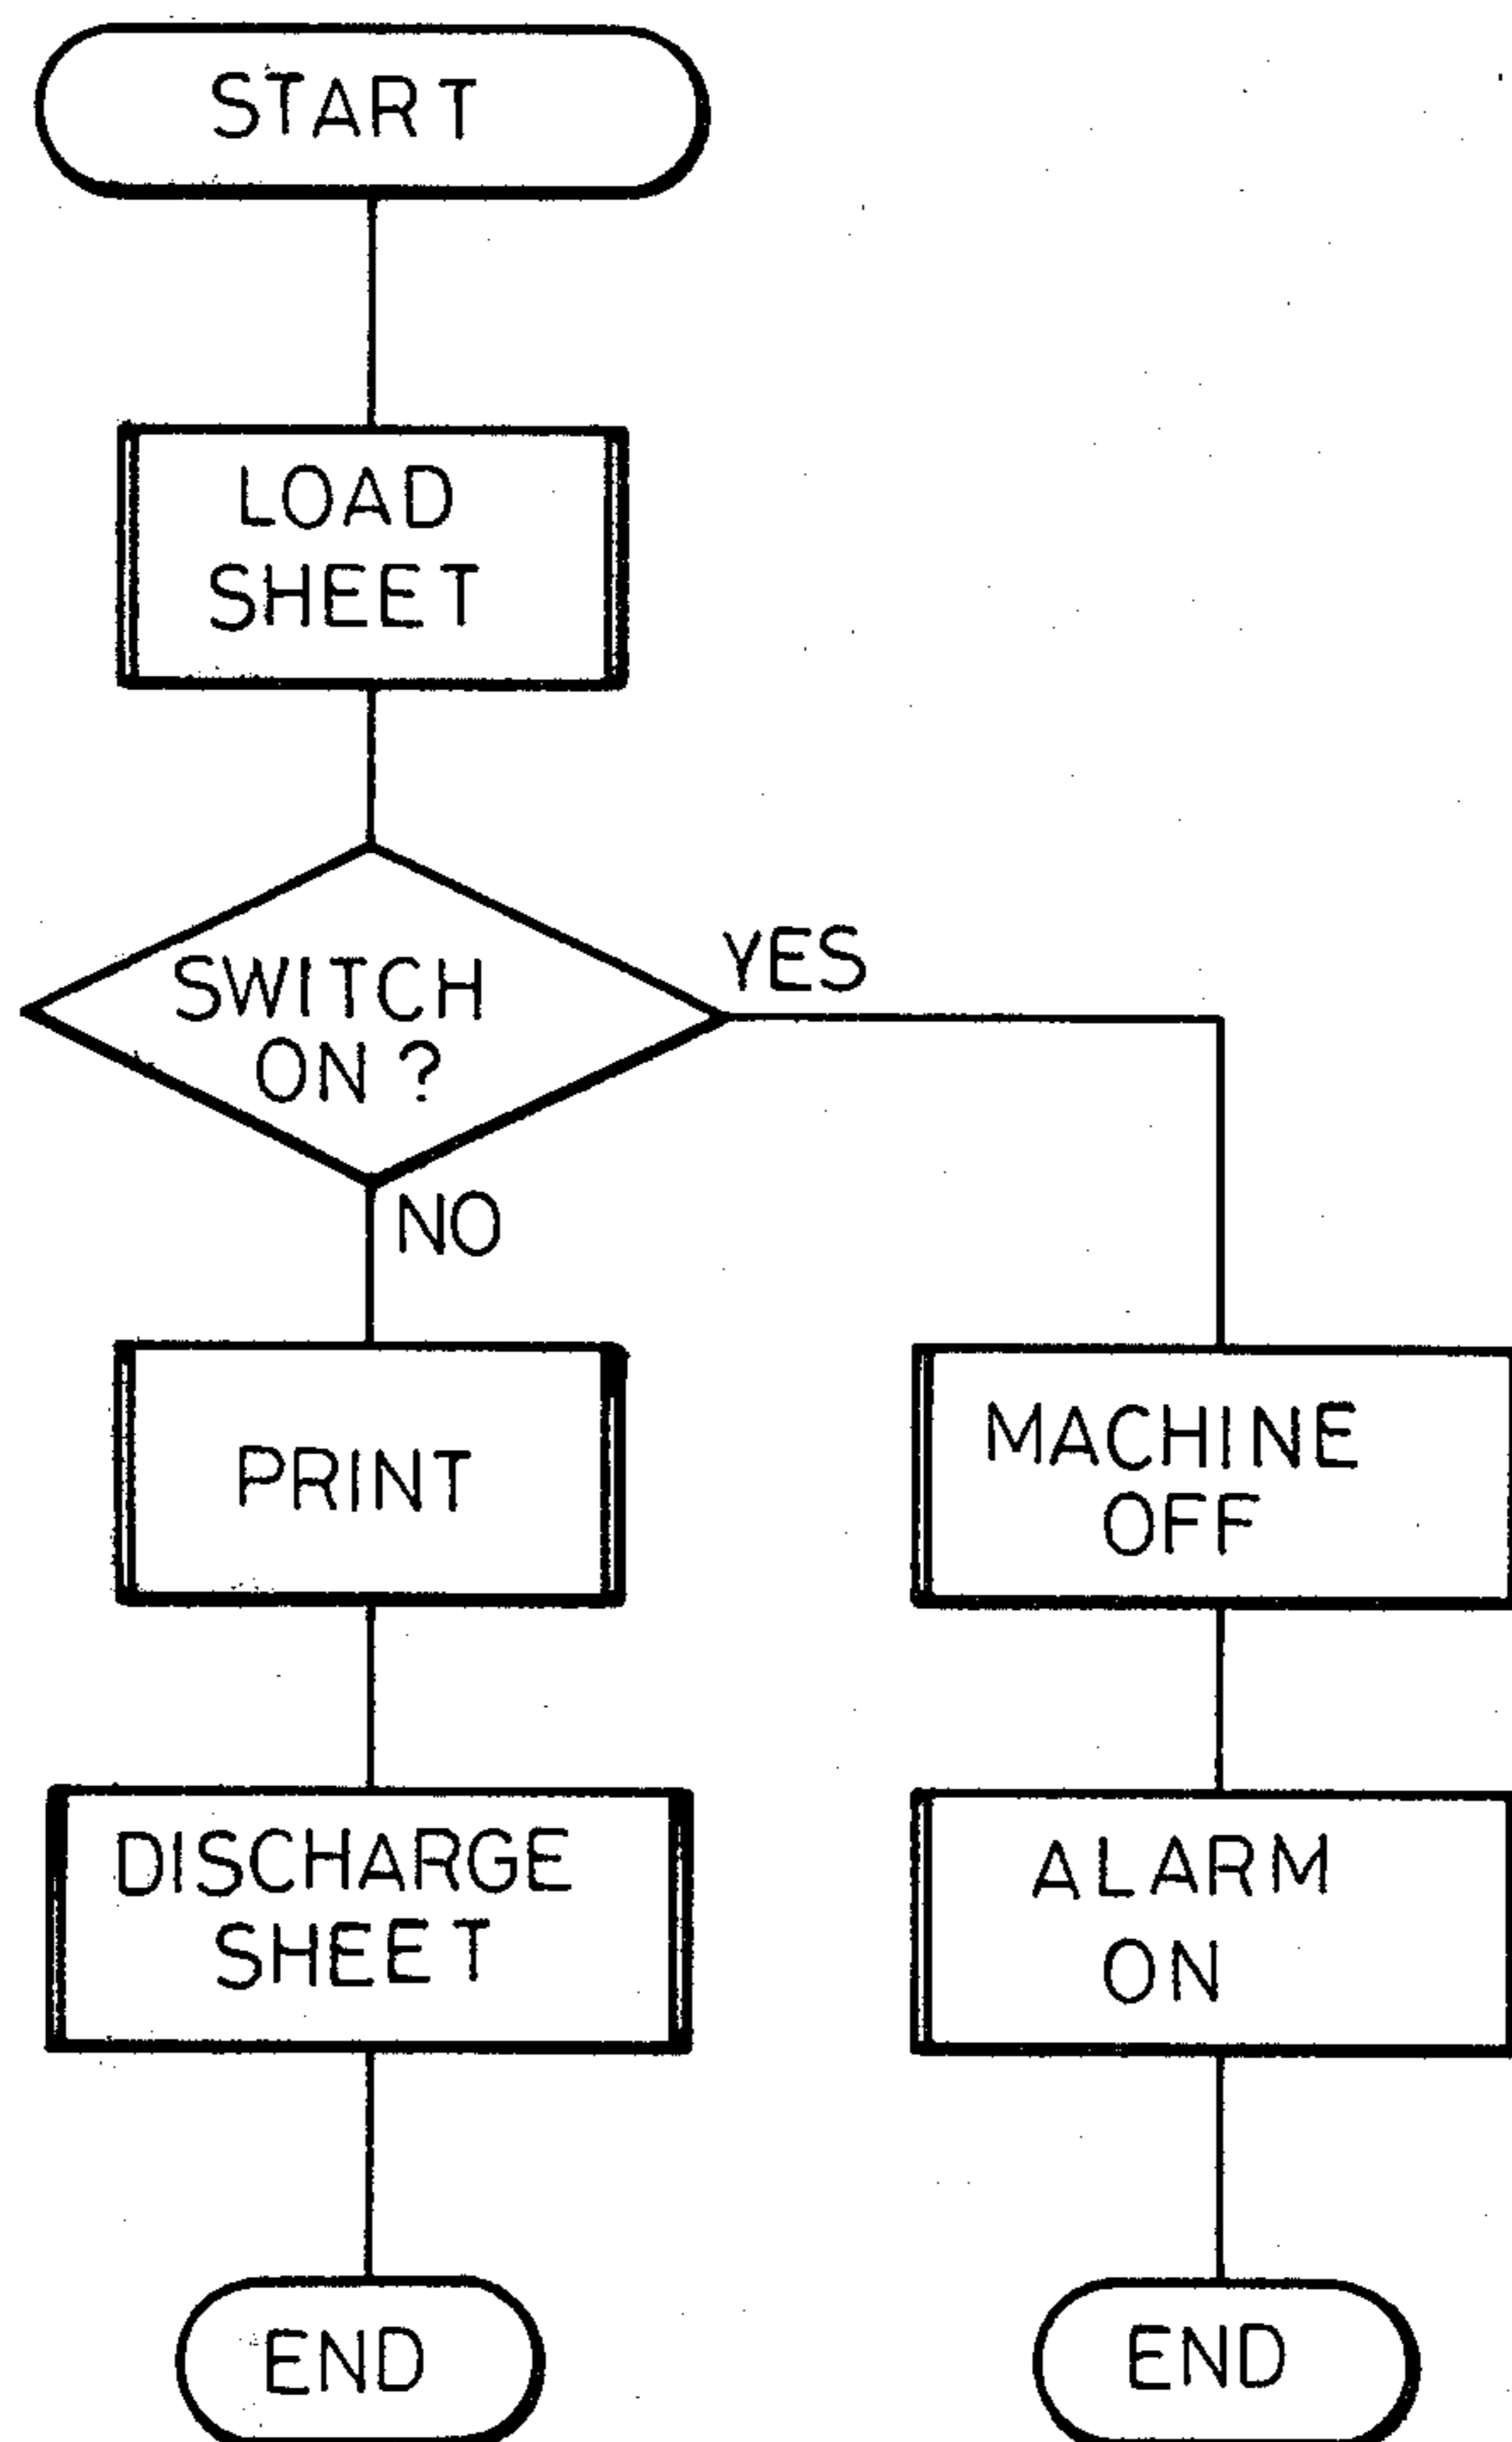 START
LOAD
SHEET
SWITCH
ON?
YES
NO
PRINT
DISCHARGE
SHEET
END
MACHINE
OFF
ALARM
ON
END